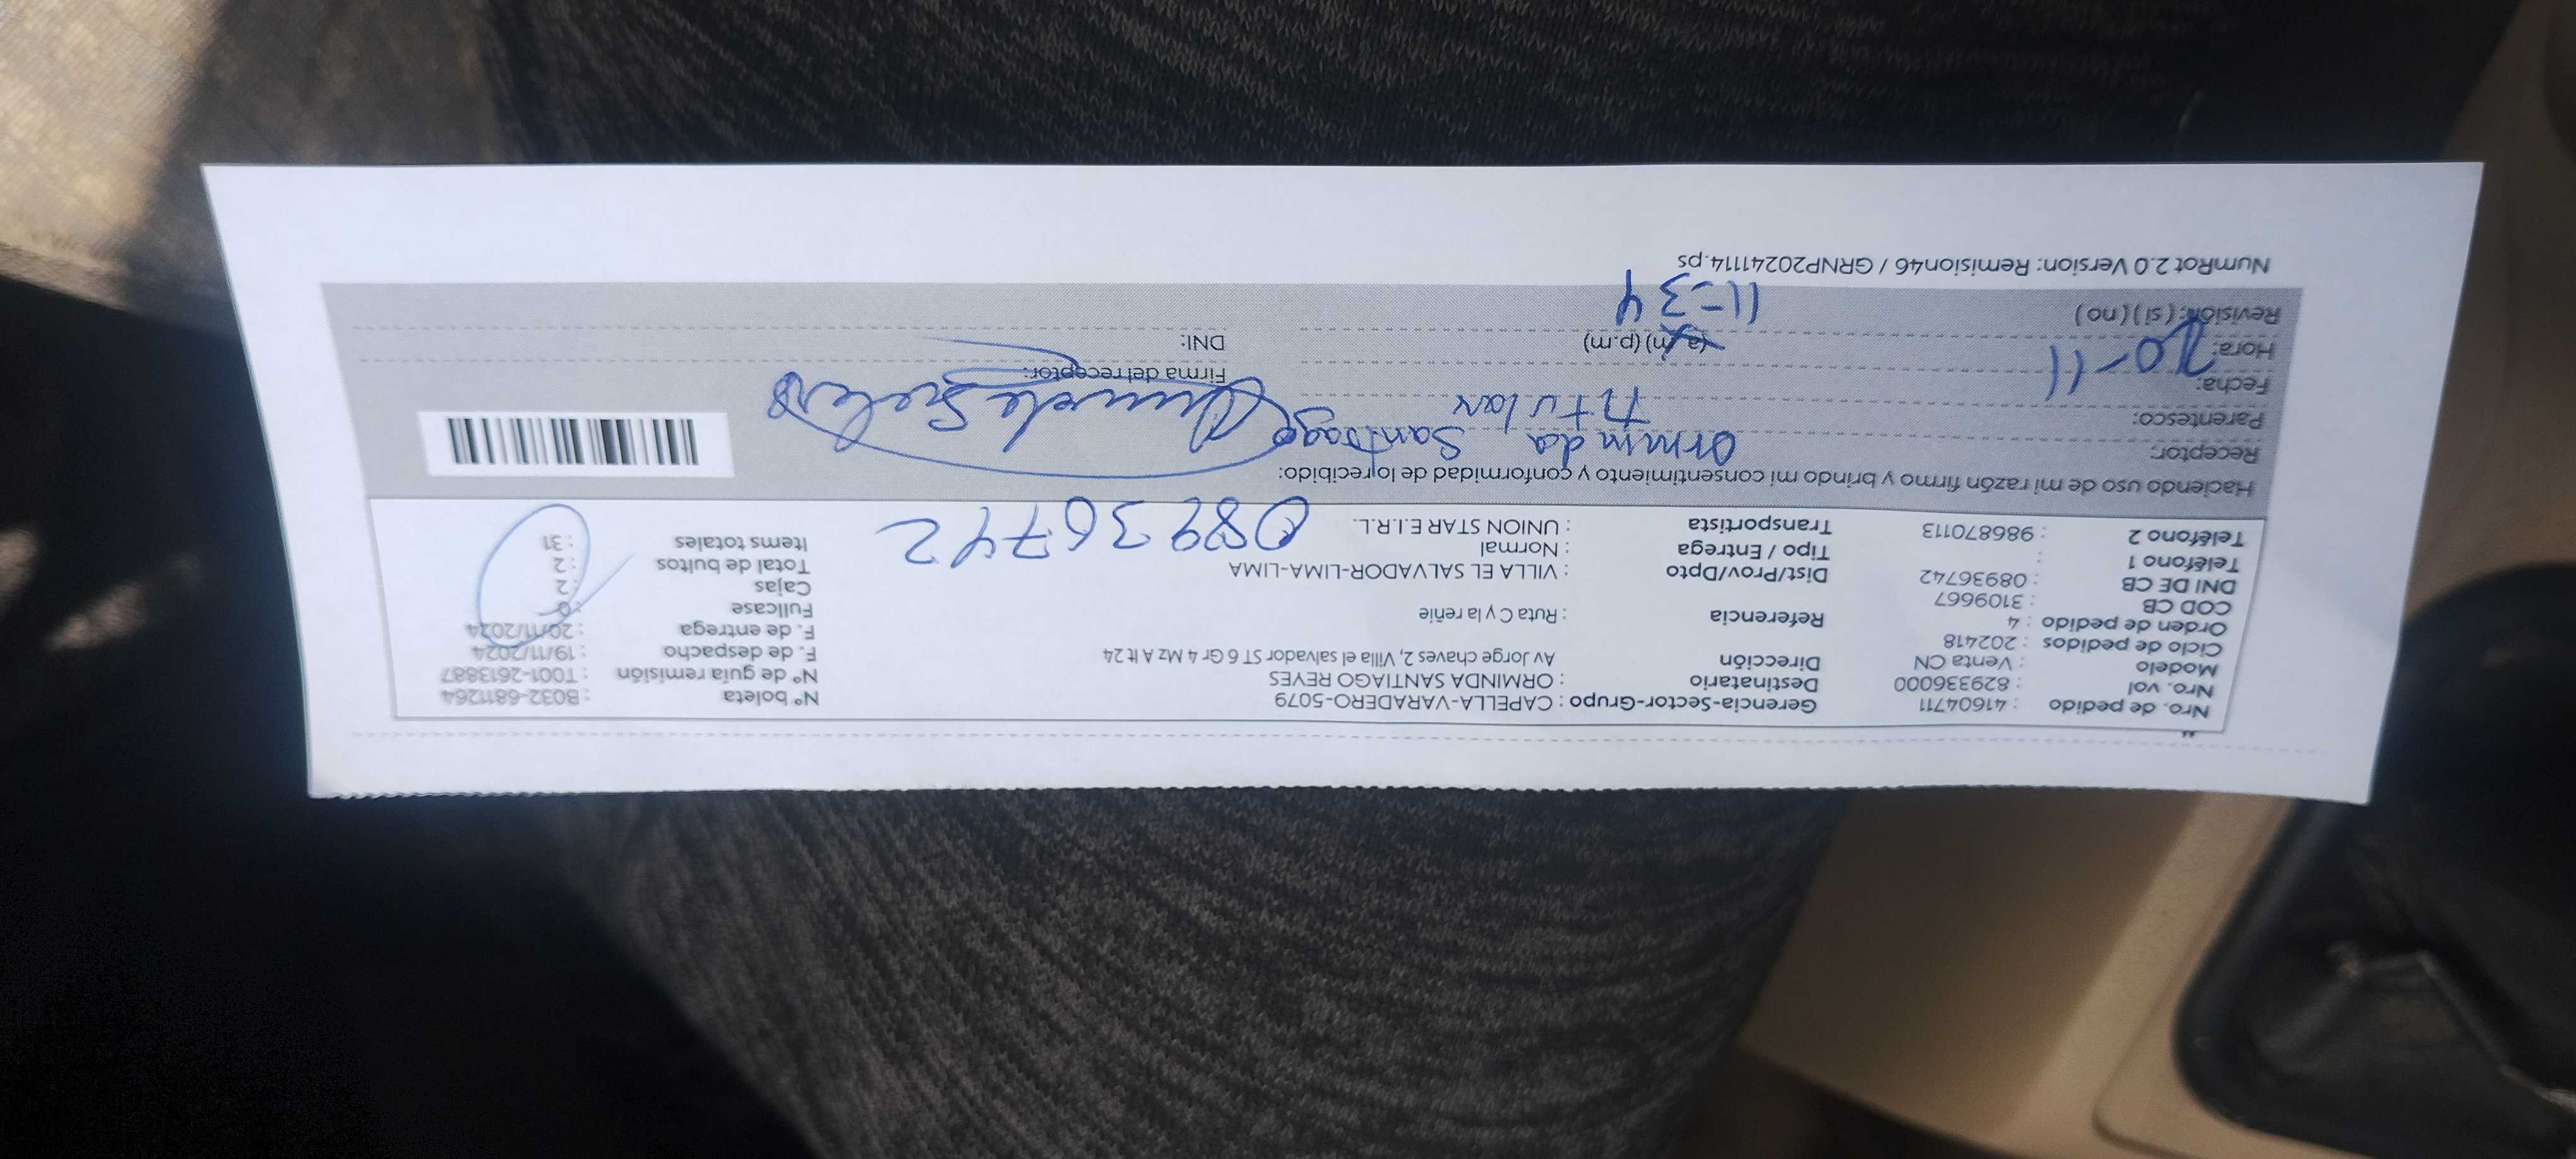 Nro. de pedido : 41604711 Gerencia-Sector-Grupo : CAPELLA-VARADERO-5079 N° boleta : B032-6811264
Nro. vol : 829336000 Destinatario : ORMINDA SANTIAGO REYES N° de guía remisión : T001-2613887
Modelo : Venta CN Dirección Av Jorge chaves 2, Villa el salvador ST 6 Gr 4 Mz A lt 24 F. de despacho : 19/11/2024
Ciclo de pedidos : 202418 F. de entrega : 20/11/2024
Orden de pedido : 4 Referencia : Ruta C y la reñie Fullcase : 0
COD CB : 3109667 Cajas : 2
DNI DE CB : 08936742 Dist/Prov/Dpto : VILLA EL SALVADOR-LIMA-LIMA Total de bultos : 2
Teléfono 1 : Tipo / Entrega : Normal Items totales : 31
Teléfono 2 : 986870113 Transportista : UNION STAR E.I.R.L.
08936742
Haciendo uso de mi razón firmo y brindo mi consentimiento y conformidad de lo recibido:
Receptor: Orminda Santiago
Parentesco: Titular
Fecha: 20-11 Firma del receptor:
Hora: (a.m) (p.m) DNI:
11=34
Revisión: (si) (no)
NumRot 2.0 Version: Remision46 / GRNP20241114.ps